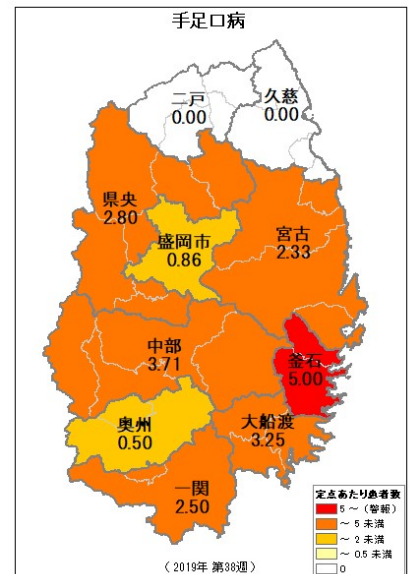 手足口病
二戸
0.00
久慈
0.00
県央
2.80
盛岡市
0.86
宮古
2.33
中部
3.71
釜石
5.00
奥州
0.50
大船渡
3.25
一関
2.50
定点あたり患者数
5 ～ (警報)
～ 5 未満
～ 2 未満
～ 0.5 未満
0
( 2019年 第38週 )